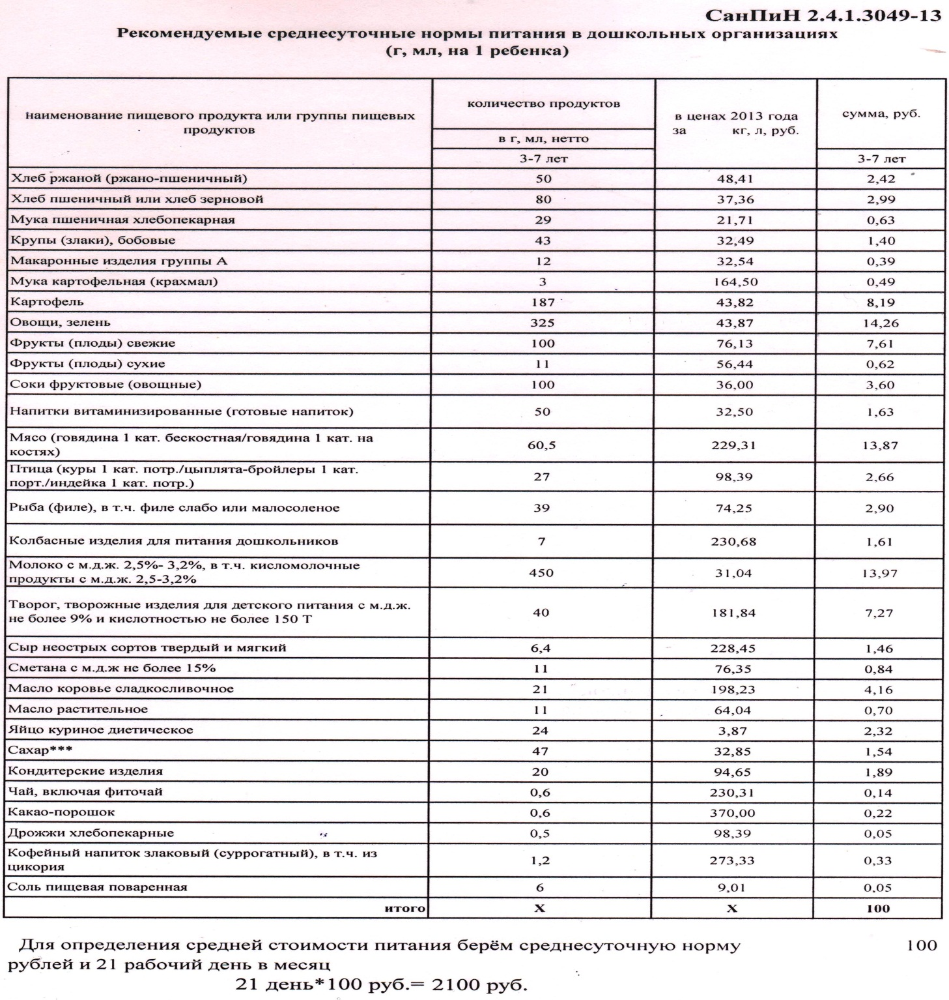 СанПиН 2.4.1.3049-13
Рекомендуемые среднесуточные нормы питания в дошкольных организациях
(г, мл, на 1 ребенка)
наименование пищевого продукта или группы пищевых
продуктов
количество продуктов
в г, мл, нетто
3-7 лет
в ценах 2013 года
за кг, л, руб.
сумма, руб.
3-7 лет
Хлеб ржаной (ржано-пшеничный) 50 48,41 2,42
Хлеб пшеничный или хлеб зерновой 80 37,36 2,99
Мука пшеничная хлебопекарная 29 21,71 0,63
Крупы (злаки), бобовые 43 32,49 1,40
Макаронные изделия группы А 12 32,54 0,39
Мука картофельная (крахмал) 3 164,50 0,49
Картофель 187 43,82 8,19
Овощи, зелень 325 43,87 14,26
Фрукты (плоды) свежие 100 76,13 7,61
Фрукты (плоды) сухие 11 56,44 0,62
Соки фруктовые (овощные) 100 36,00 3,60
Напитки витаминизированные (готовые напиток) 50 32,50 1,63
Мясо (говядина 1 кат. бескостная/говядина 1 кат. на
костях) 60,5 229,31 13,87
Птица (куры 1 кат. потр./цыплята-бройлеры 1 кат.
порт./индейка 1 кат. потр.) 27 98,39 2,66
Рыба (филе), в т.ч. филе слабо или малосоленое 39 74,25 2,90
Колбасные изделия для питания дошкольников 7 230,68 1,61
Молоко с м.д.ж. 2,5%- 3,2%, в т.ч. кисломолочные
продукты с м.д.ж. 2,5-3,2% 450 31,04 13,97
Творог, творожные изделия для детского питания с м.д.ж.
не более 9% и кислотностью не более 150 Т 40 181,84 7,27
Сыр неострых сортов твердый и мягкий 6,4 228,45 1,46
Сметана с м.д.ж не более 15% 11 76,35 0,84
Масло коровье сладкосливочное 21 198,23 4,16
Масло растительное 11 64,04 0,70
Яйцо куриное диетическое 24 3,87 2,32
Сахар*** 47 32,85 1,54
Кондитерские изделия 20 94,65 1,89
Чай, включая фиточай 0,6 230,31 0,14
Какао-порошок 0,6 370,00 0,22
Дрожжи хлебопекарные 0,5 98,39 0,05
Кофейный напиток злаковый (суррогатный), в т.ч. из
цикория 1,2 273,33 0,33
Соль пищевая поваренная 6 9,01 0,05
итого Х Х 100
Для определения средней стоимости питания берём среднесуточную норму 100
рублей и 21 рабочий день в месяц
21 день*100 руб.= 2100 руб.